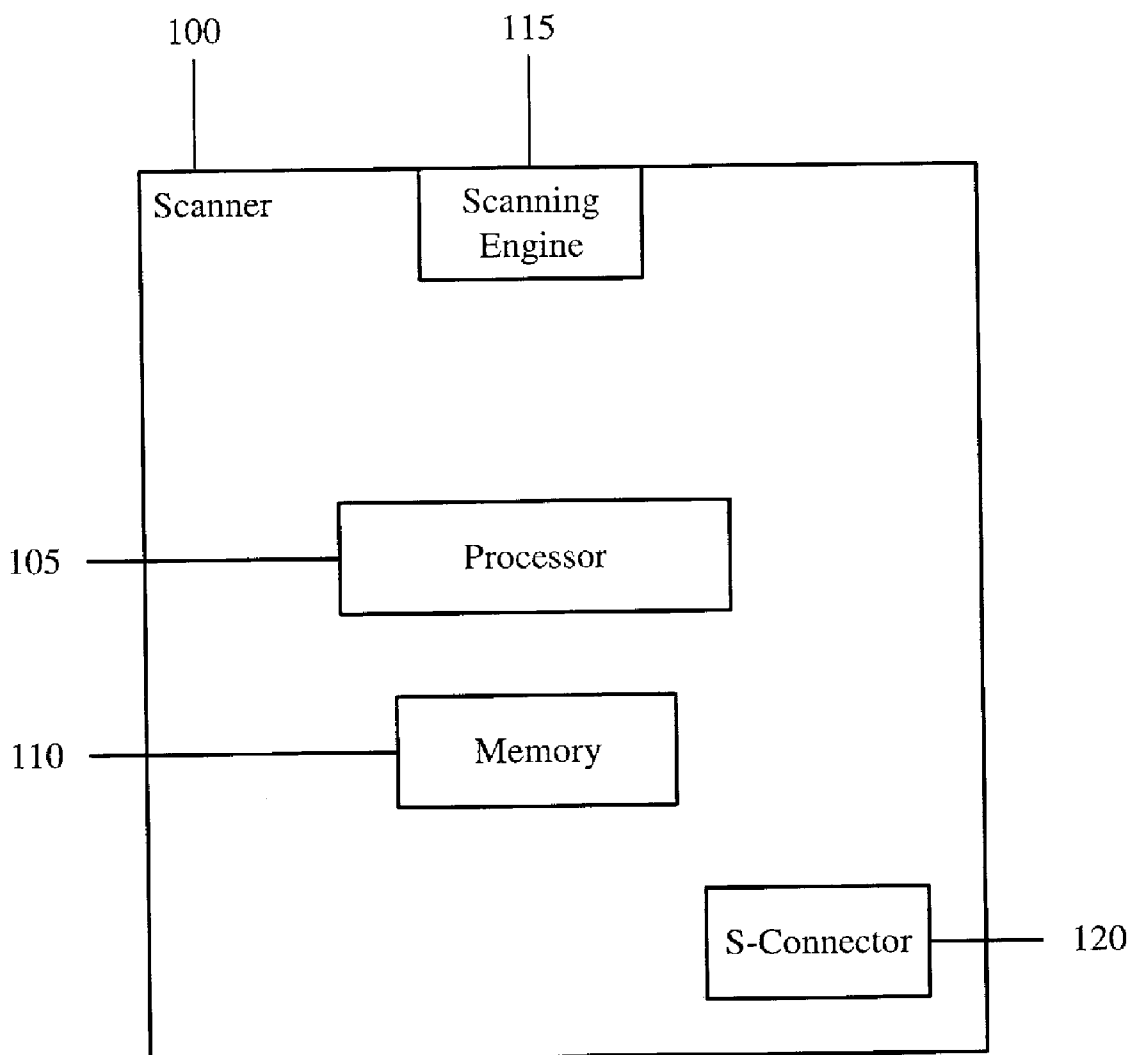 100
115
Scanner
Scanning
Engine
105
Processor
110
Memory
S-Connector
120